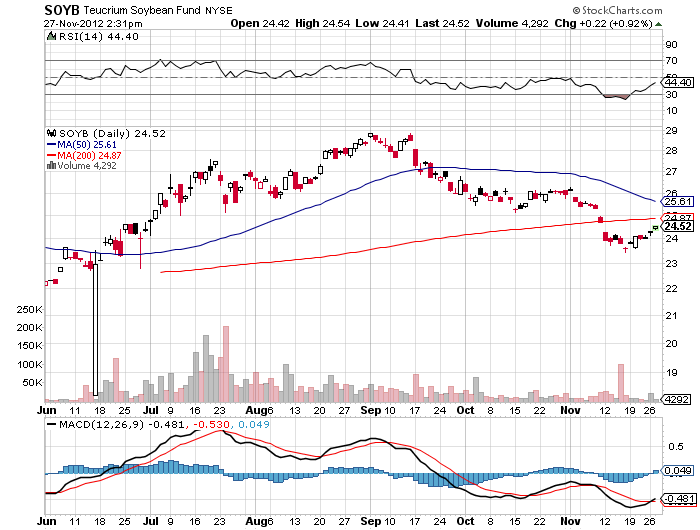 SOYB Teucrium Soybean Fund NYSE © StockCharts.com
27-Nov-2012 2:31pm Open 24.42 High 24.54 Low 24.41 Last 24.52 Volume 4,292 Chg +0.22 (+0.92%)
RSI(14) 44.40
90
70
50
44.40
30
10
SOYB (Daily) 24.52
MA(50) 25.61
MA(200) 24.87
Volume 4,292
29
28
27
26
25.61
25
24.87
24.52
24
23
22
21
20
19
250K
200K
150K
100K
50K
4292
Jun 11 18 25 Jul 9 16 23 Aug 6 13 20 27 Sep 10 17 24 Oct 8 15 22 Nov 12 19 26
MACD(12,26,9) -0.481, -0.530, 0.049
0.5
0.049
-0.481
Jun 11 18 25 Jul 9 16 23 Aug 6 13 20 27 Sep 10 17 24 Oct 8 15 22 Nov 12 19 26